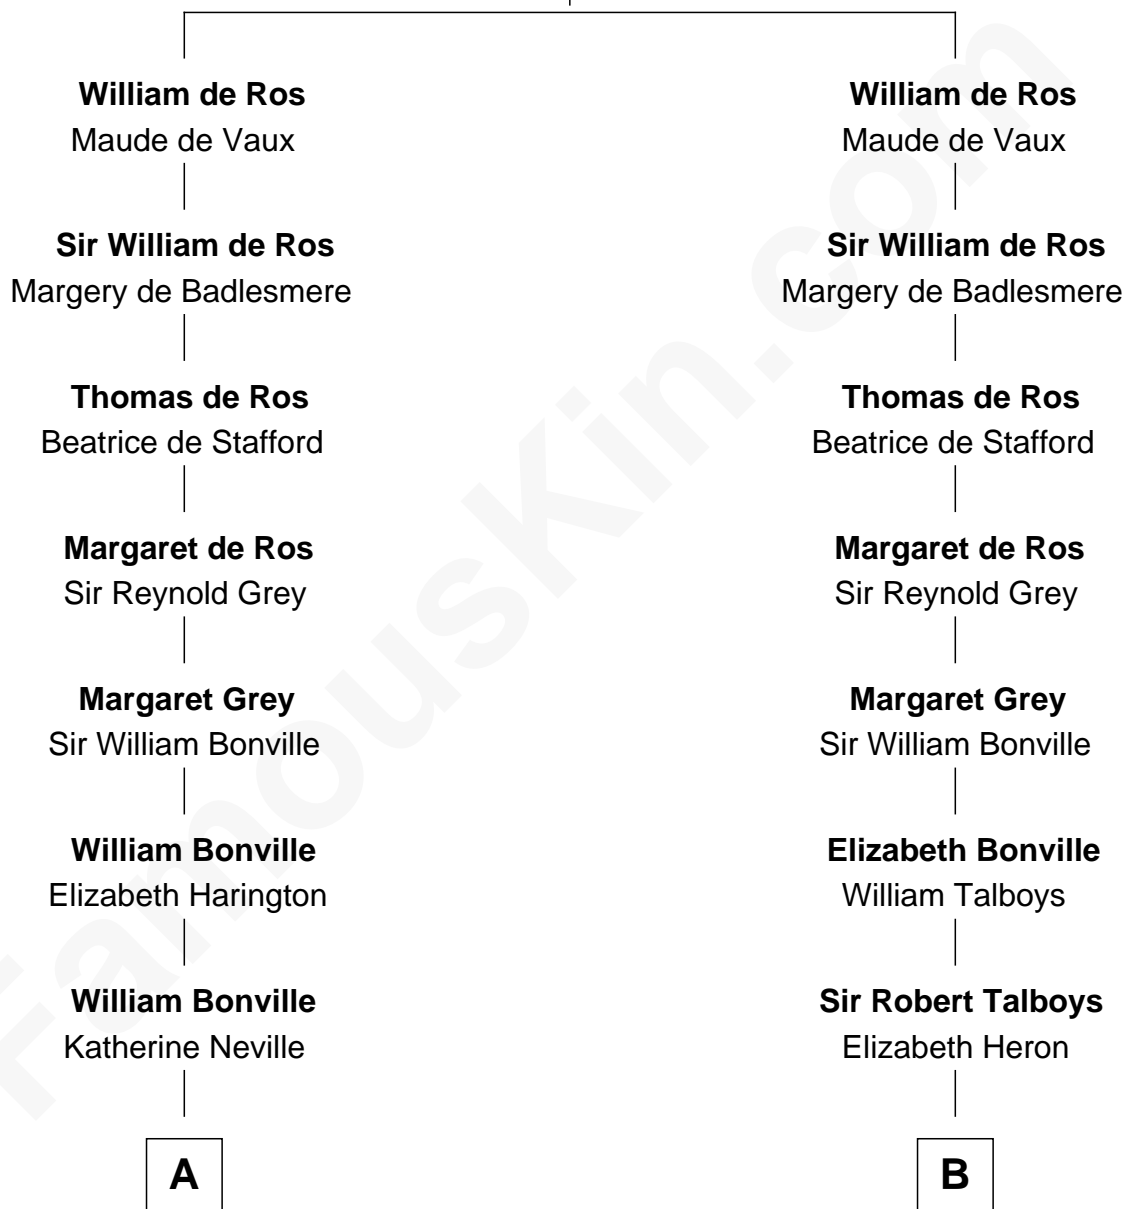 William de Ros
Maude de Vaux
Sir William de Ros
Margery de Badlesmere
Thomas de Ros
Beatrice de Stafford
Margaret de Ros
Sir Reynold Grey
Margaret Grey
Sir William Bonville
William Bonville
Elizabeth Harington
William Bonville
Katherine Neville
A
William de Ros
Maude de Vaux
Sir William de Ros
Margery de Badlesmere
Thomas de Ros
Beatrice de Stafford
Margaret de Ros
Sir Reynold Grey
Margaret Grey
Sir William Bonville
Elizabeth Bonville
William Talboys
Sir Robert Talboys
Elizabeth Heron
B
FamousKin.com